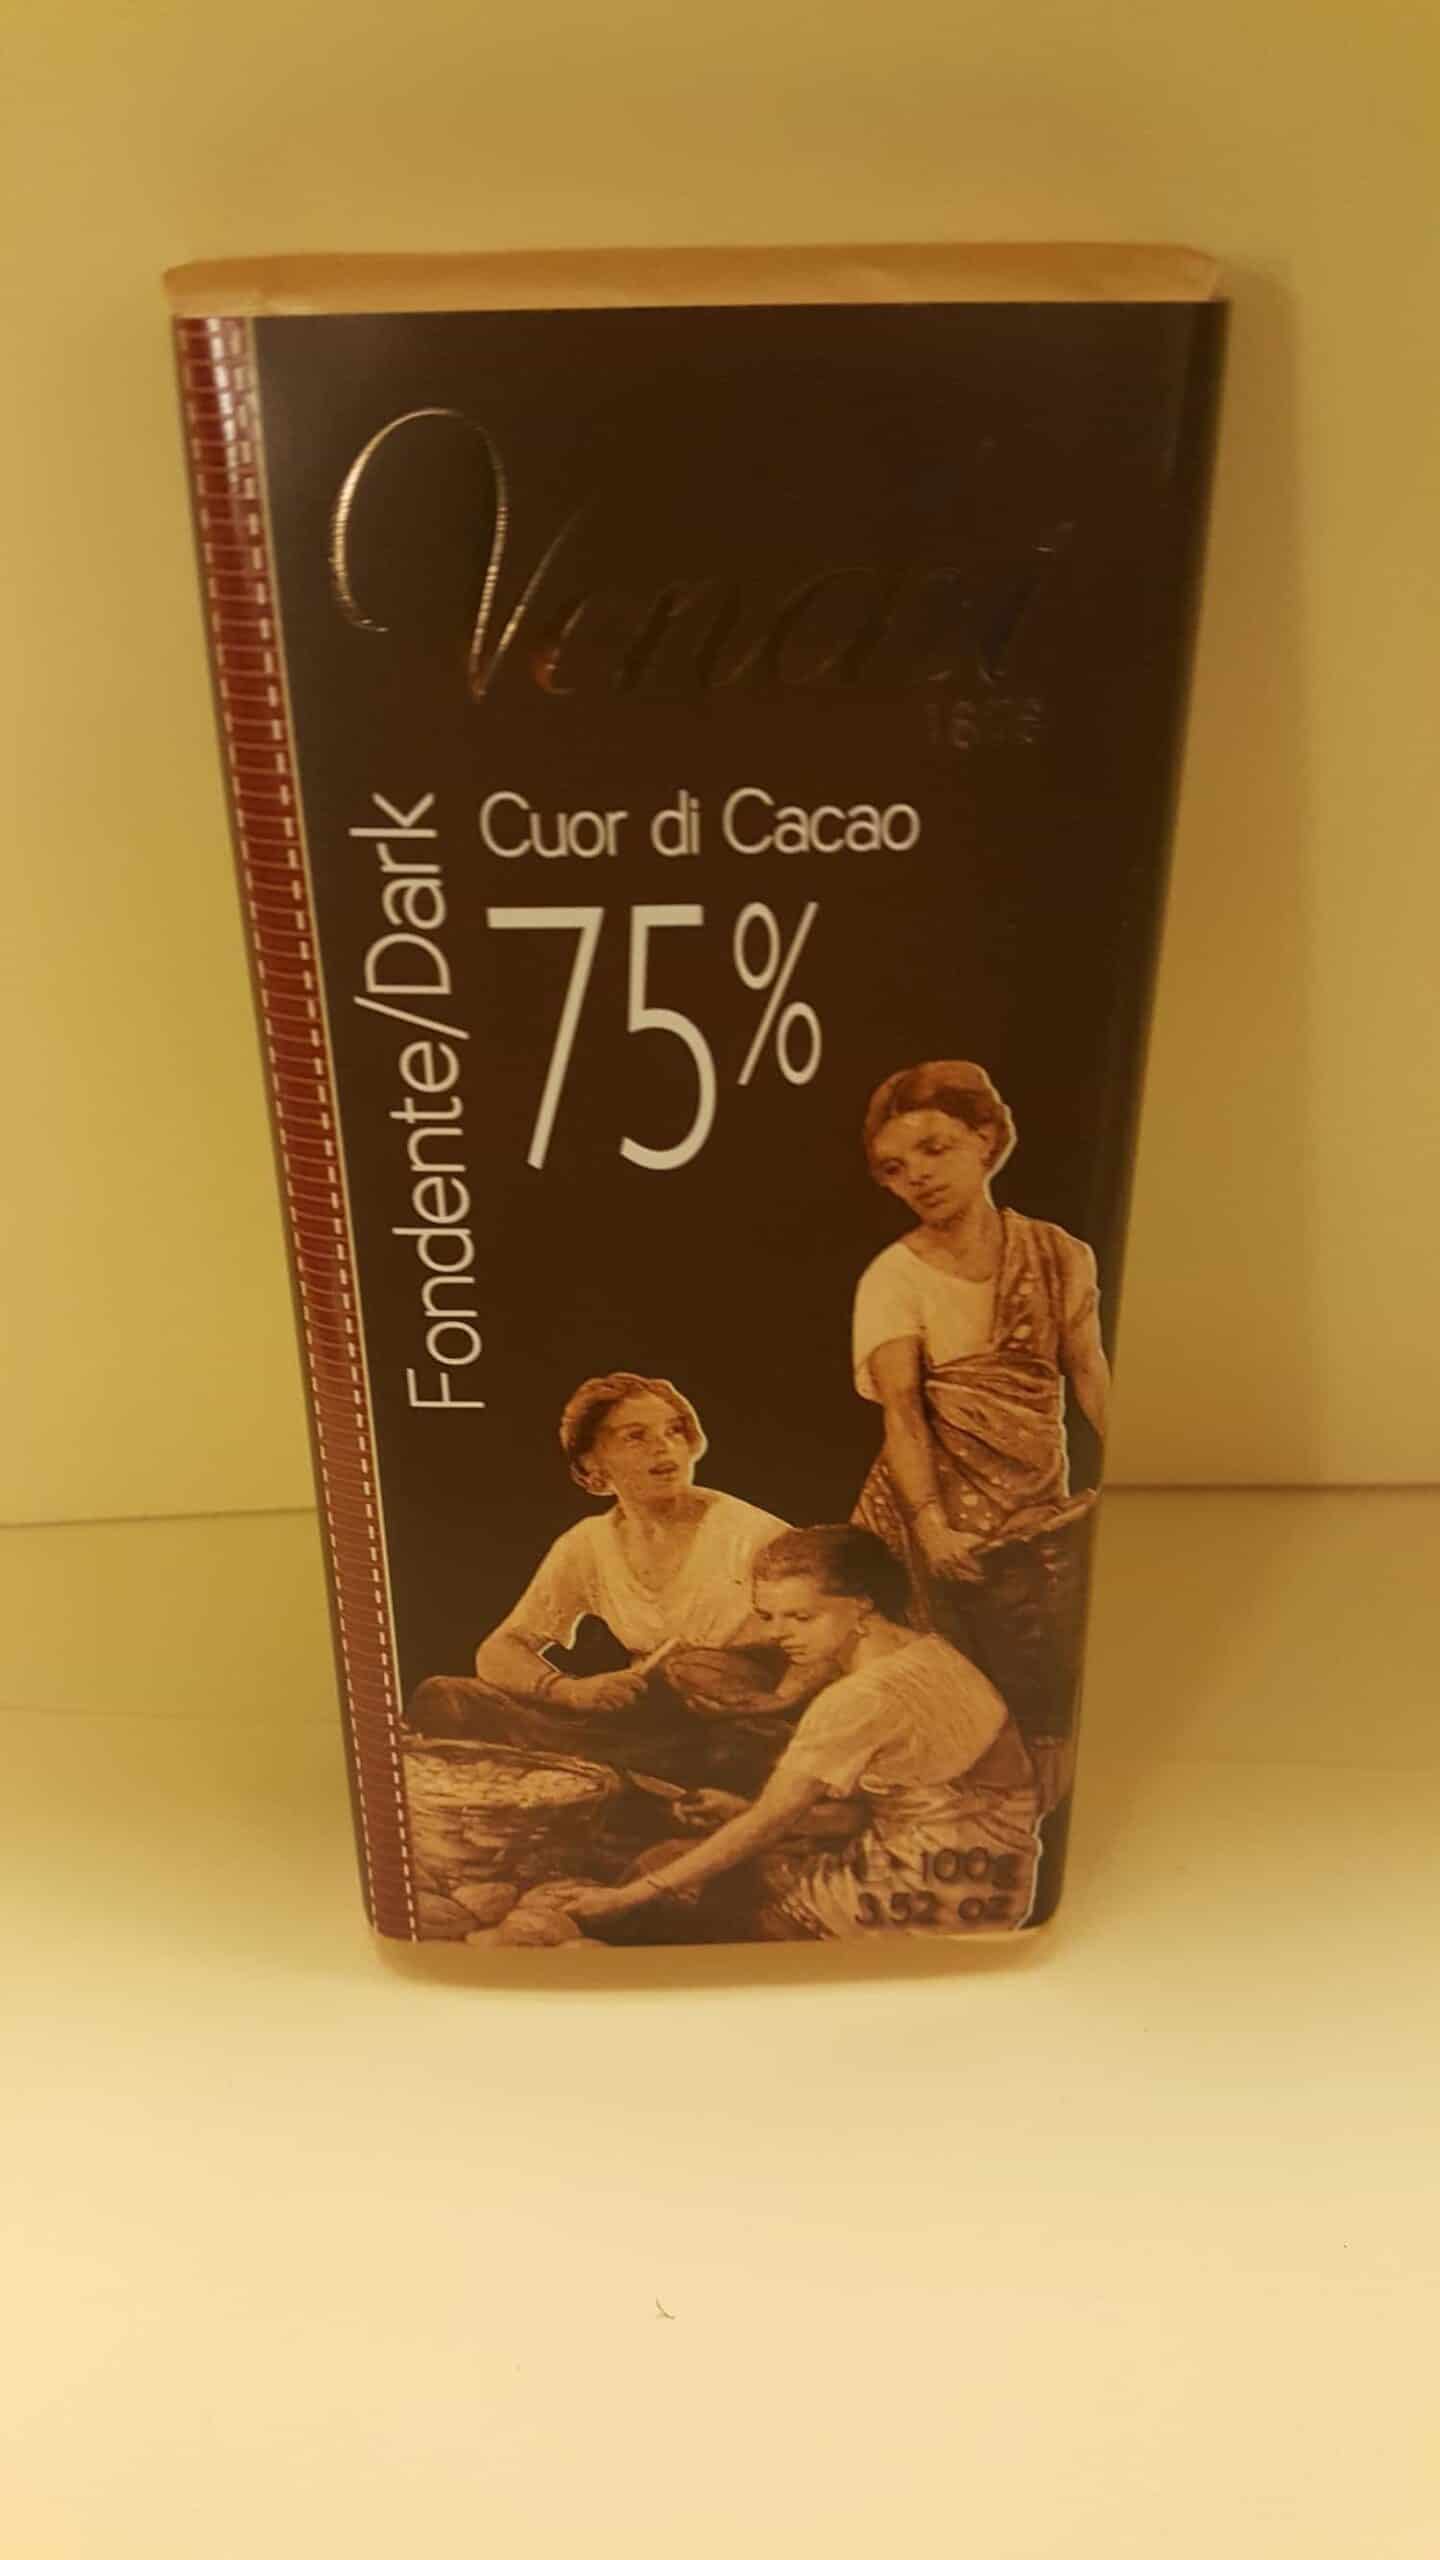 Venchi
Cuor di Cacao
75%
Fondente/Dark
100g
3.52 oz